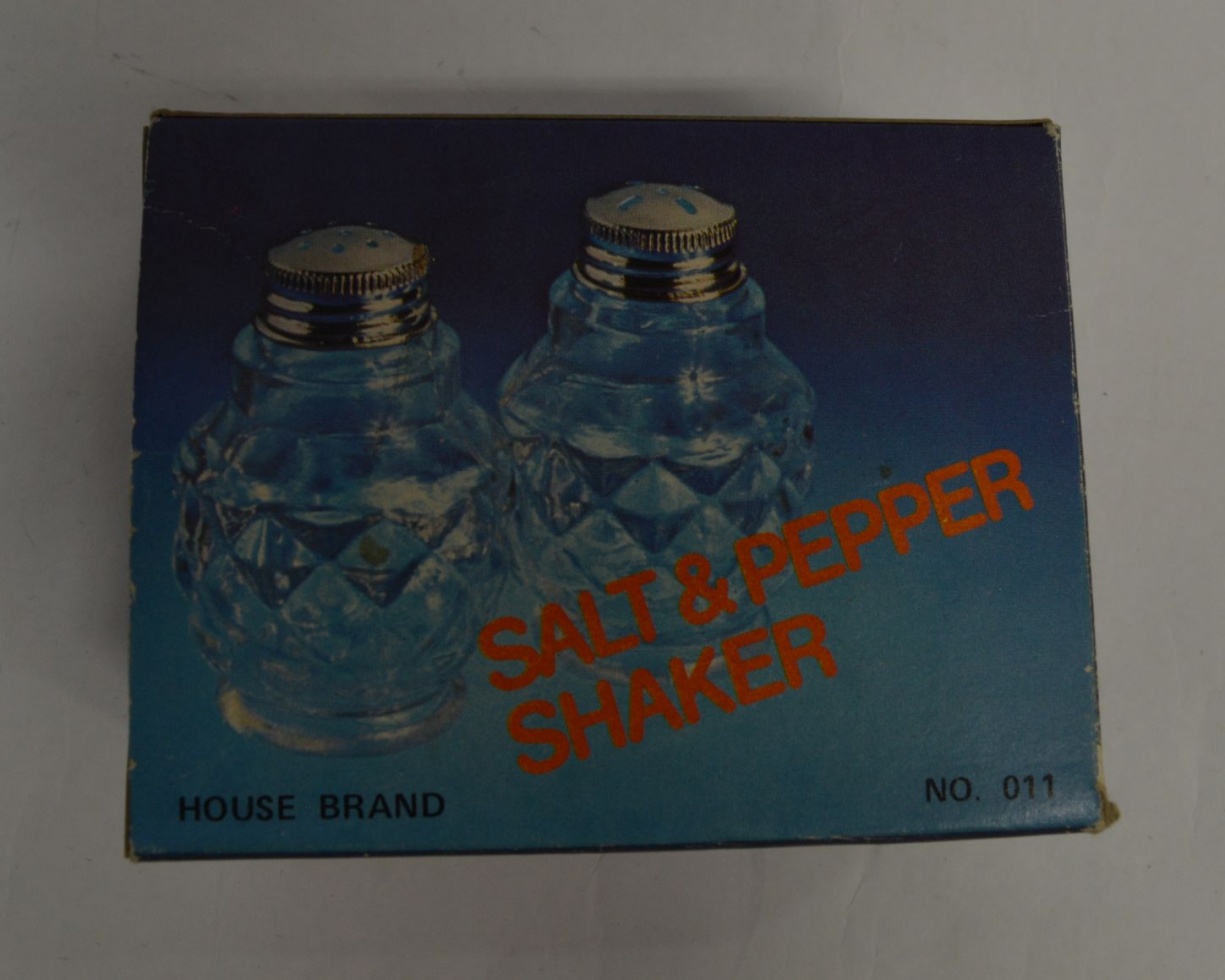 SALT & PEPPER
SHAKER
HOUSE BRAND
NO. 011